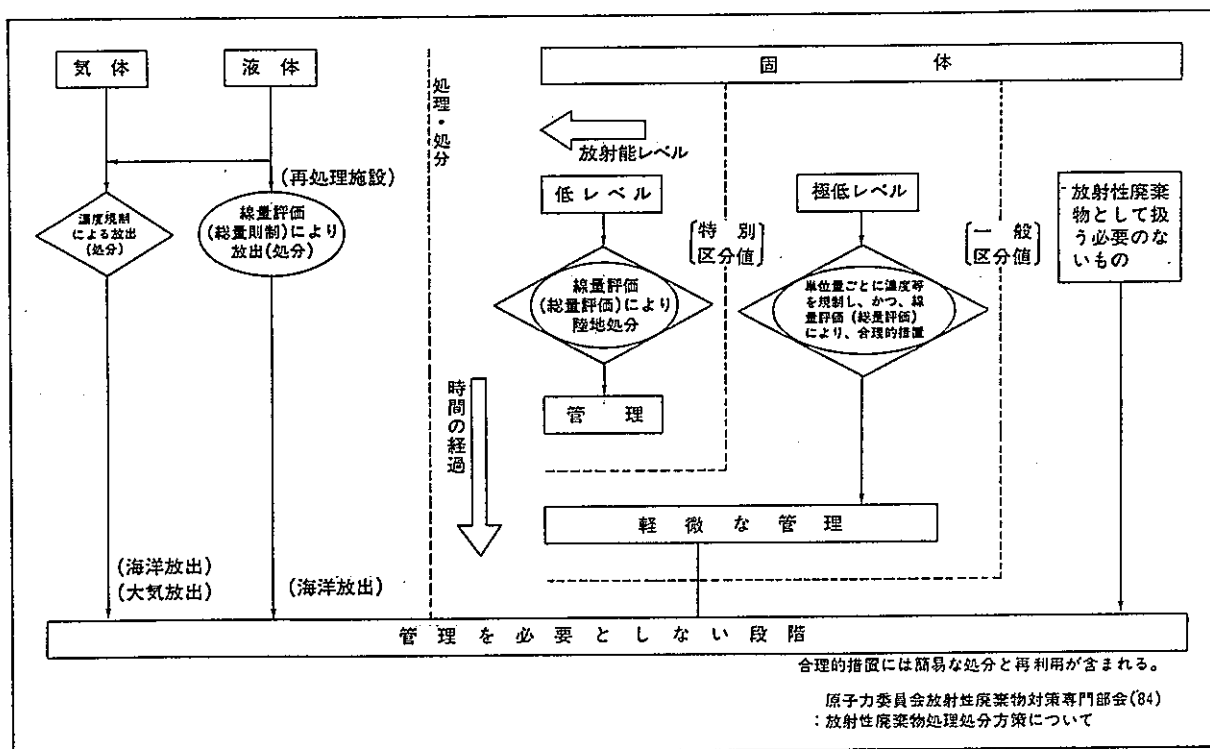 気体
液体
固体
処理・処分
放射能レベル
(再処理施設)
低レベル
極低レベル
放射性廃棄
物として扱
う必要のな
いもの
濃度規制
による放出
(処分)
線量評価
(総量則制)により
放出(処分)
〔特別
区分値〕
〔一般
区分値〕
線量評価
(総量評価)により
陸地処分
単位量ごとに濃度等
を規制し、かつ、線
量評価(総量評価)
により、合理的措置
時間の経過
管理
軽微な管理
(海洋放出)
(大気放出)
(海洋放出)
管理を必要としない段階
合理的措置には簡易な処分と再利用が含まれる。
原子力委員会放射性廃棄物対策専門部会(84)
:放射性廃棄物処理処分方策について